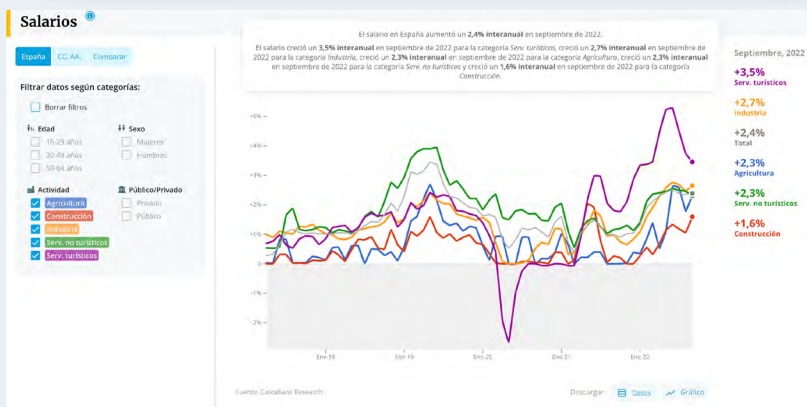 Salarios
España
CC. AA.
Comparar
Filtrar datos según categorías:
Borrar filtros
Edad
Sexo
16-29 años
Mujeres
30-49 años
Hombres
50-64 años
Actividad
Público/Privado
Agricultura
Privado
Construcción
Público
Industria
Serv. no turísticos
Serv. turísticos
El salario en España aumentó un 2,4% interanual en septiembre de 2022.
El salario creció un 3,5% interanual en septiembre de 2022 para la categoría Serv. turísticos, creció un 2,7% interanual en septiembre de
2022 para la categoría Industria, creció un 2,3% interanual en septiembre de 2022 para la categoría Agricultura, creció un 2,3% interanual
en septiembre de 2022 para la categoría Serv. no turísticos y creció un 1,6% interanual en septiembre de 2022 para la categoría
Construcción.
+5%
+4%
+3%
+2%
+1%
0
+1%
-2%
Ene-18
Ene-19
Ene-20
Ene-21
Ene-22
Septiembre, 2022
+3,5%
Serv. turísticos
+2,7%
Industria
+2,4%
Total
+2,3%
Agricultura
+2,3%
Serv. no turísticos
+1,6%
Construcción
Fuente: CaixaBank Research.
Descargar:
Datos
Gráfico